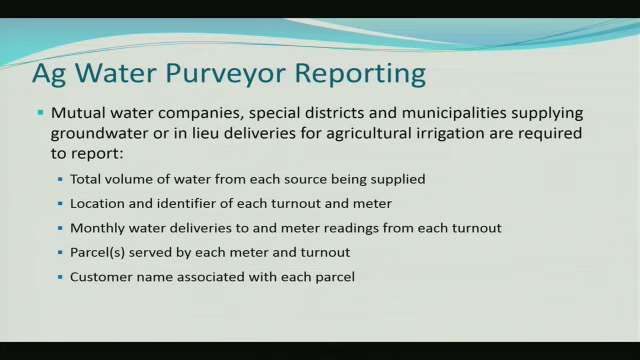 Ag Water Purveyor Reporting
Mutual water companies, special districts and municipalities supplying
groundwater or in lieu deliveries for agricultural irrigation are required
to report:
Total volume of water from each source being supplied
Location and identifier of each turnout and meter
Monthly water deliveries to and meter readings from each turnout
Parcel(s) served by each meter and turnout
Customer name associated with each parcel